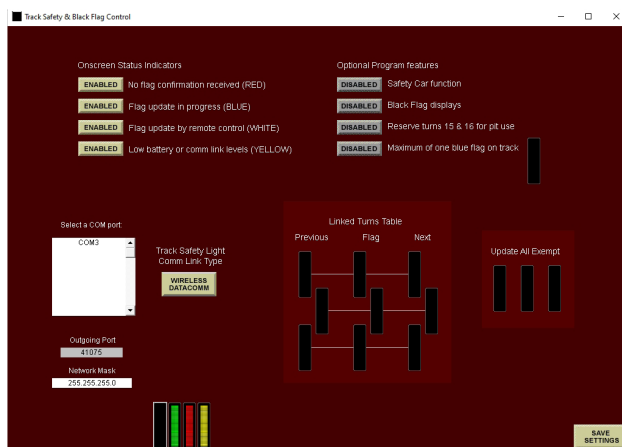 Track Safety & Black Flag Control
Onscreen Status Indicators
ENABLED No flag confirmation received (RED)
ENABLED Flag update in progress (BLUE)
ENABLED Flag update by remote control (WHITE)
ENABLED Low battery or comm link levels (YELLOW)
Optional Program features
DISABLED Safety Car function
DISABLED Black Flag displays
DISABLED Reserve turns 15 & 16 for pit use
DISABLED Maximum of one blue flag on track
Select a COM port:
COM3
Track Safety Light
Comm Link Type
WIRELESS
DATACOMM
Outgoing Port
41075
Network Mask
255.255.255.0
Linked Turns Table
Previous Flag Next
Update All Exempt
SAVE
SETTINGS